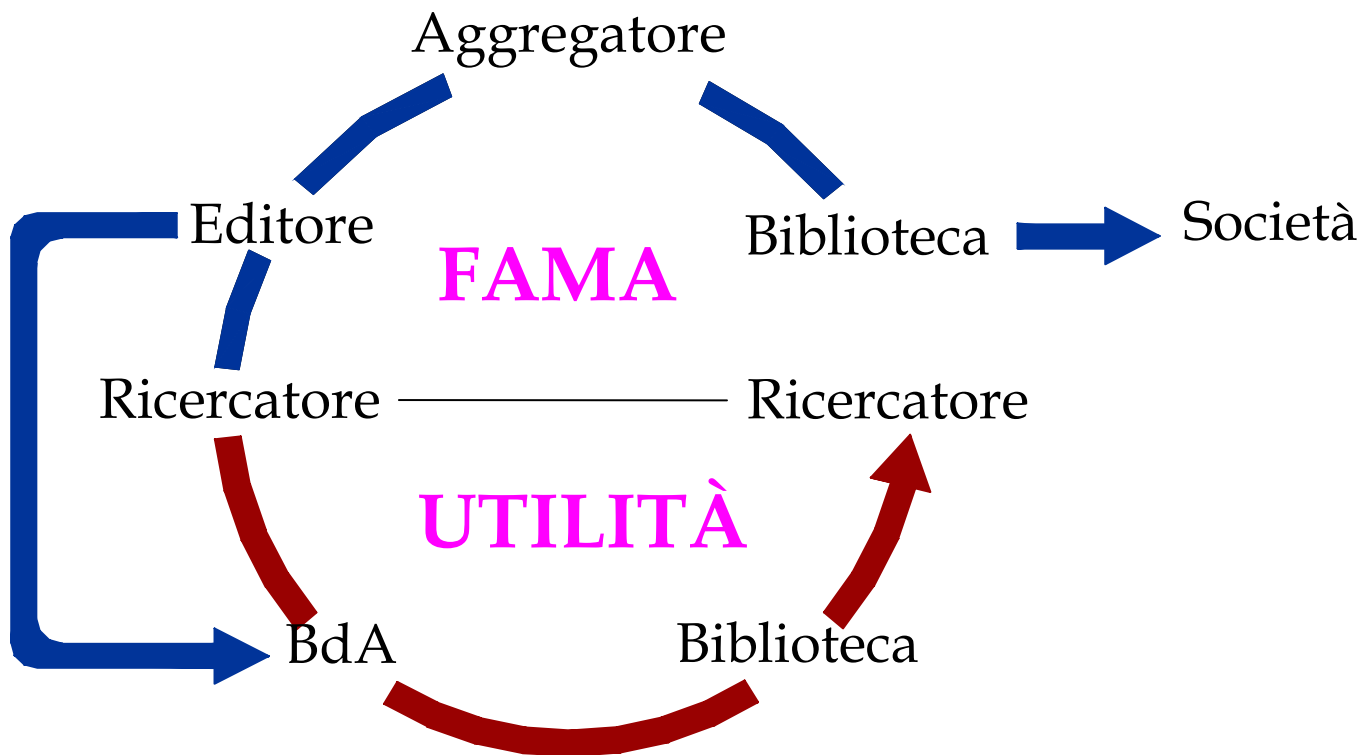 Aggregatore
Editore
Biblioteca
Società
FAMA
Ricercatore
Ricercatore
UTILITÀ
BdA
Biblioteca